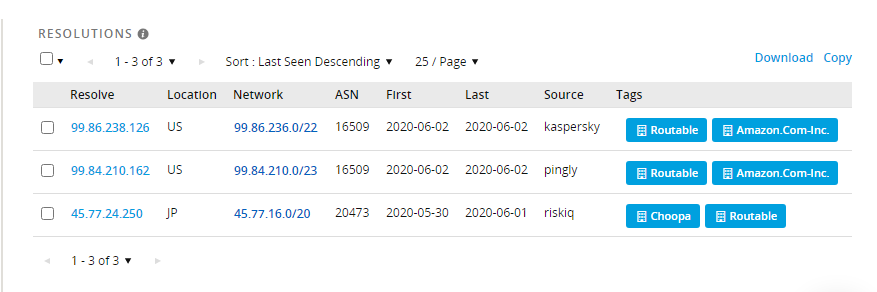 RESOLUTIONS
1 - 3 of 3 Sort : Last Seen Descending 25 / Page Download Copy
Resolve Location Network ASN First Last Source Tags
99.86.238.126 US 99.86.236.0/22 16509 2020-06-02 2020-06-02 kaspersky Routable Amazon.Com-Inc.
99.84.210.162 US 99.84.210.0/23 16509 2020-06-02 2020-06-02 pingly Routable Amazon.Com-Inc.
45.77.24.250 JP 45.77.16.0/20 20473 2020-05-30 2020-06-01 riskiq Choopa Routable
1 - 3 of 3